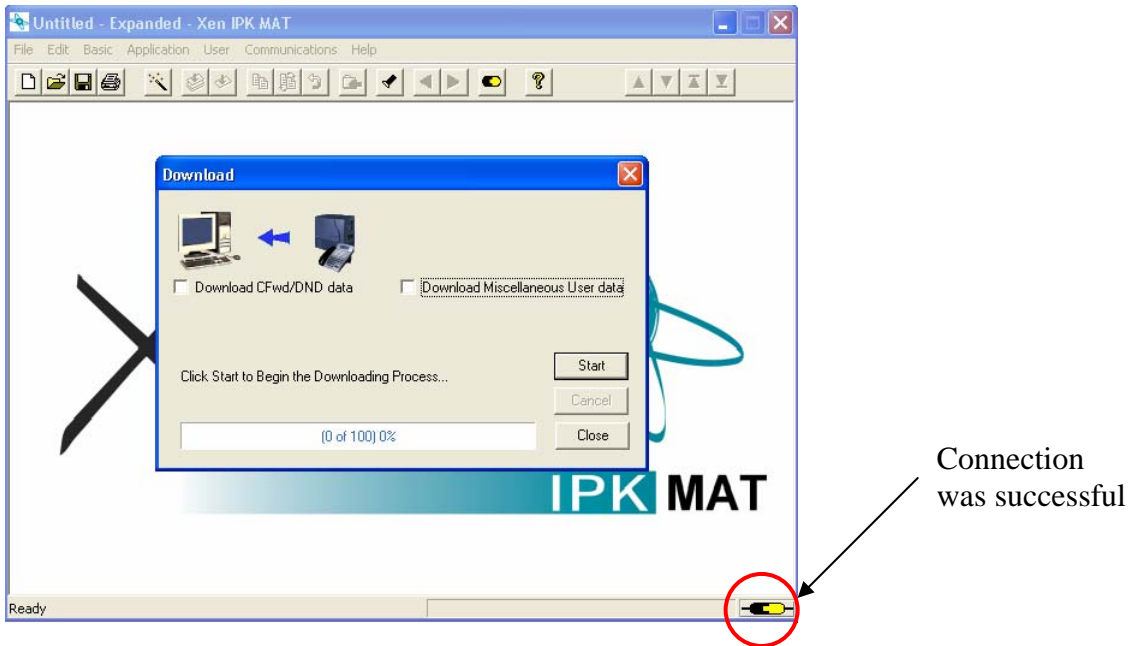 Untitled - Expanded - Xen IPK MAT
File Edit Basic Application User Communications Help
Download
Download CFwd/DND data Download Miscellaneous User data
Click Start to Begin the Downloading Process...
Start
Cancel
(0 of 100) 0%
Close
IPK MAT
Connection
was successful
Ready